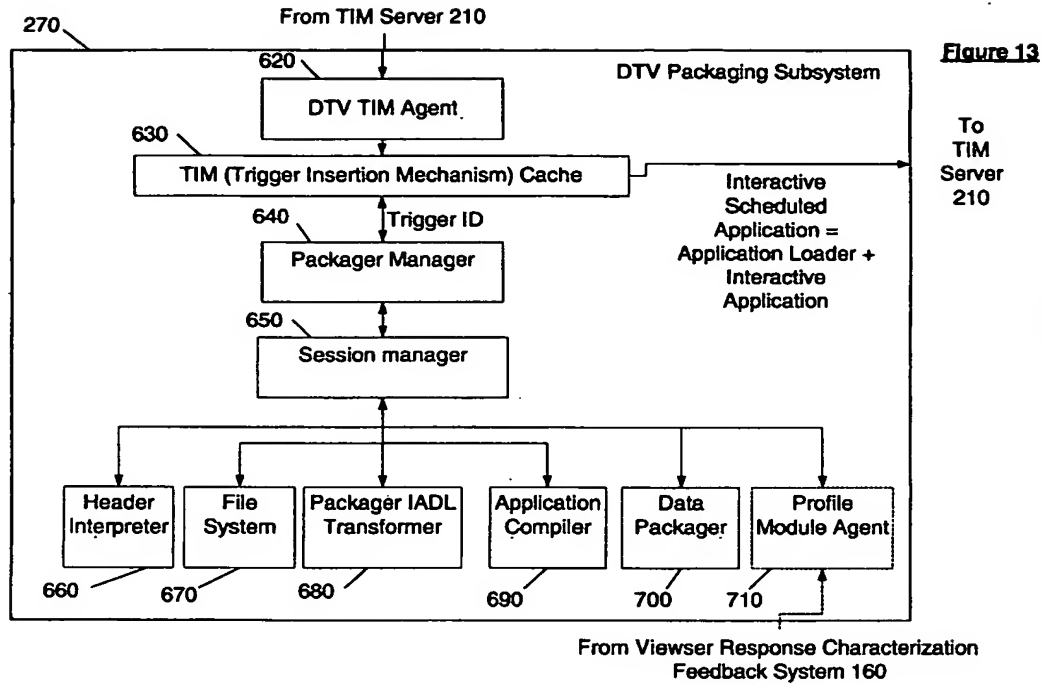 From TIM Server 210
270
Figure 13
620
DTV Packaging Subsystem
DTV TIM Agent
630
To
TIM
Server
210
TIM (Trigger Insertion Mechanism) Cache
Interactive
Scheduled
Application =
Application Loader +
Interactive
Application
Trigger ID
640
Packager Manager
650
Session manager
Header
Interpreter
File
System
Packager IADL
Transformer
Application
Compiler
Data
Packager
Profile
Module Agent
660
670
680
690
700
710
From Viewser Response Characterization
Feedback System 160